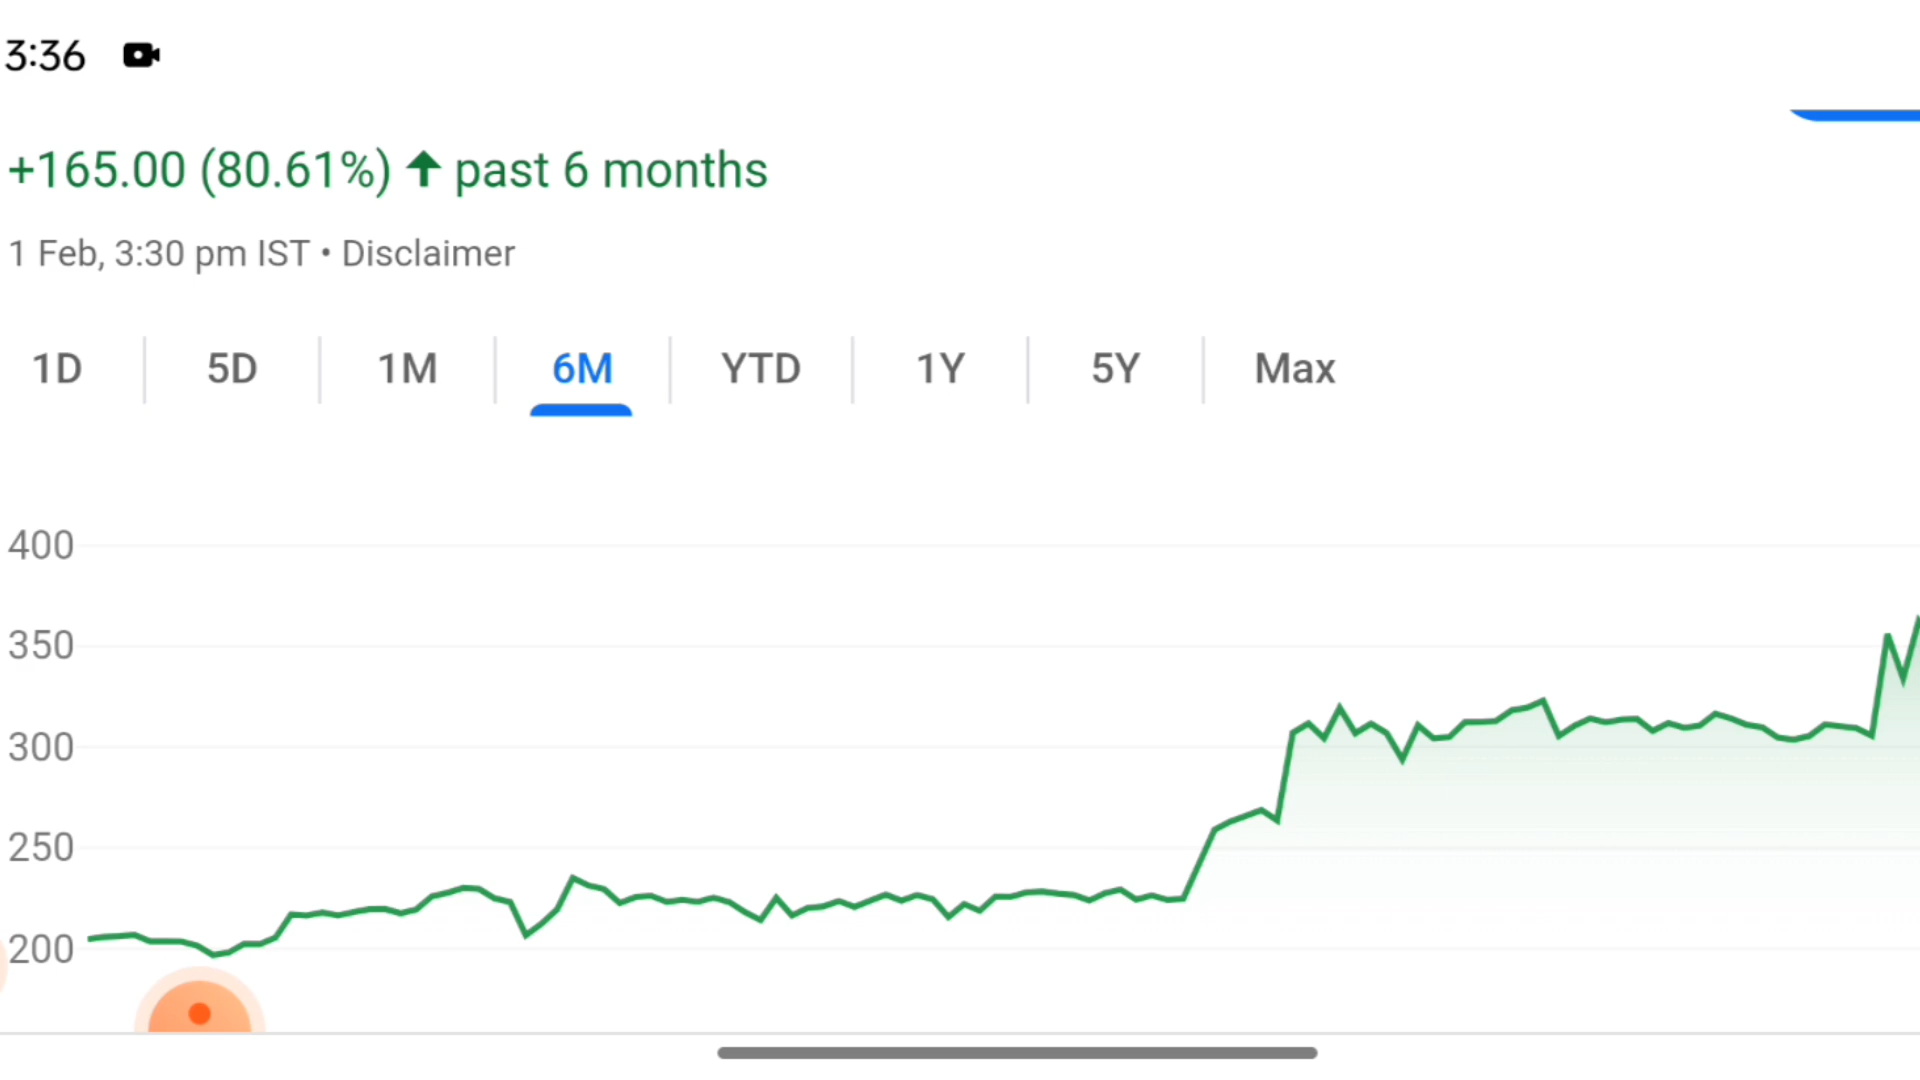 3:36
+165.00 (80.61%) ↑ past 6 months
1 Feb, 3:30 pm IST • Disclaimer
1D 5D 1M 6M YTD 1Y 5Y Max
400
350
300
250
200